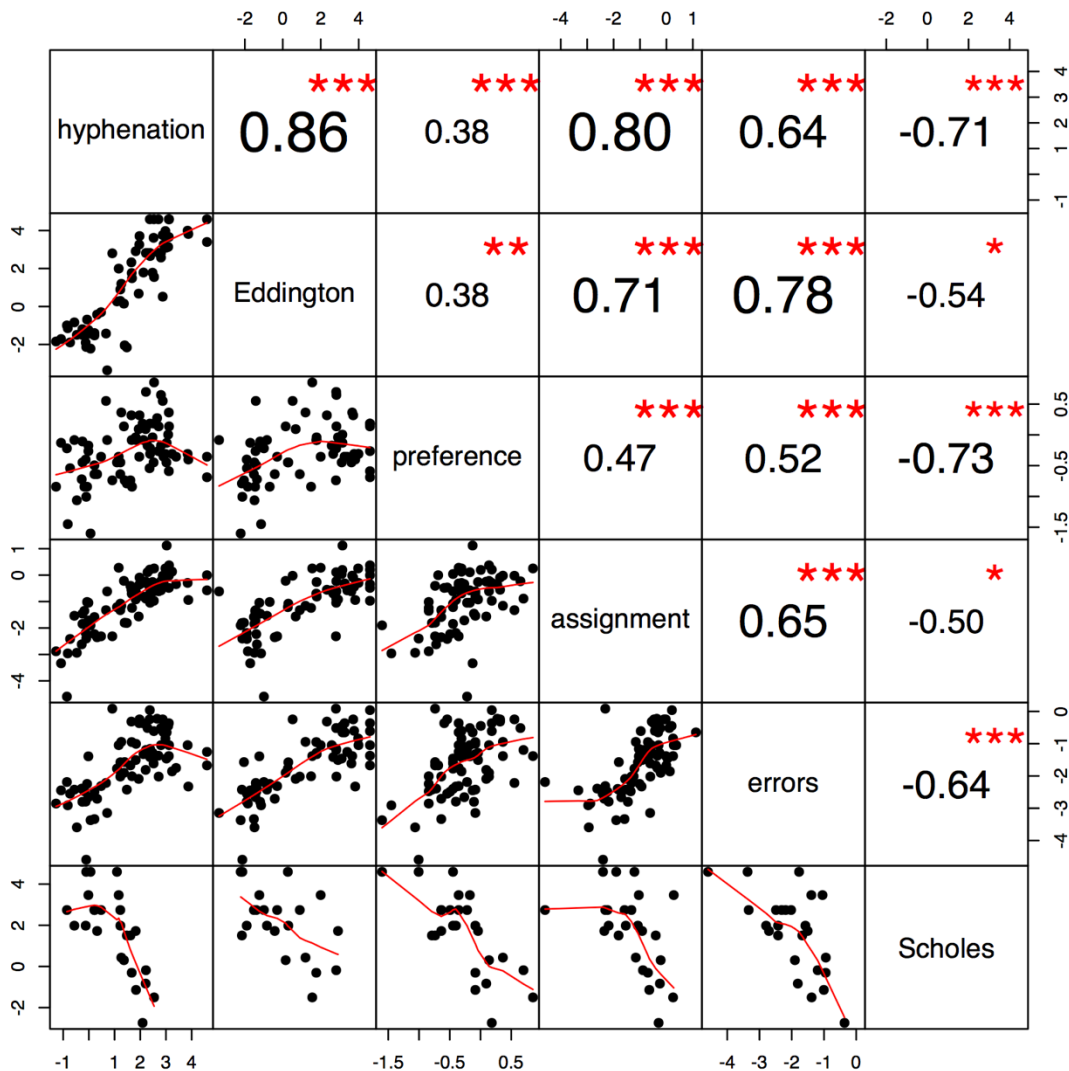 -2 0 2 4 -4 -2 0 1 -2 0 2 4
*** *** *** *** ***
hyphenation 0.86 0.38 0.80 0.64 -0.71
4 3 2 1 -1
** *** *** *
Eddington 0.38 0.71 0.78 -0.54
4 2 0 -2
*** *** ***
preference 0.47 0.52 -0.73
0.5 -0.5 -1.5
*** *
assignment 0.65 -0.50
1 0 -2 -4
***
errors -0.64
0 -1 -2 -3 -4
Scholes
4 2 0 -2
-1 1 2 3 4 -1.5 -0.5 0.5 -4 -3 -2 -1 0